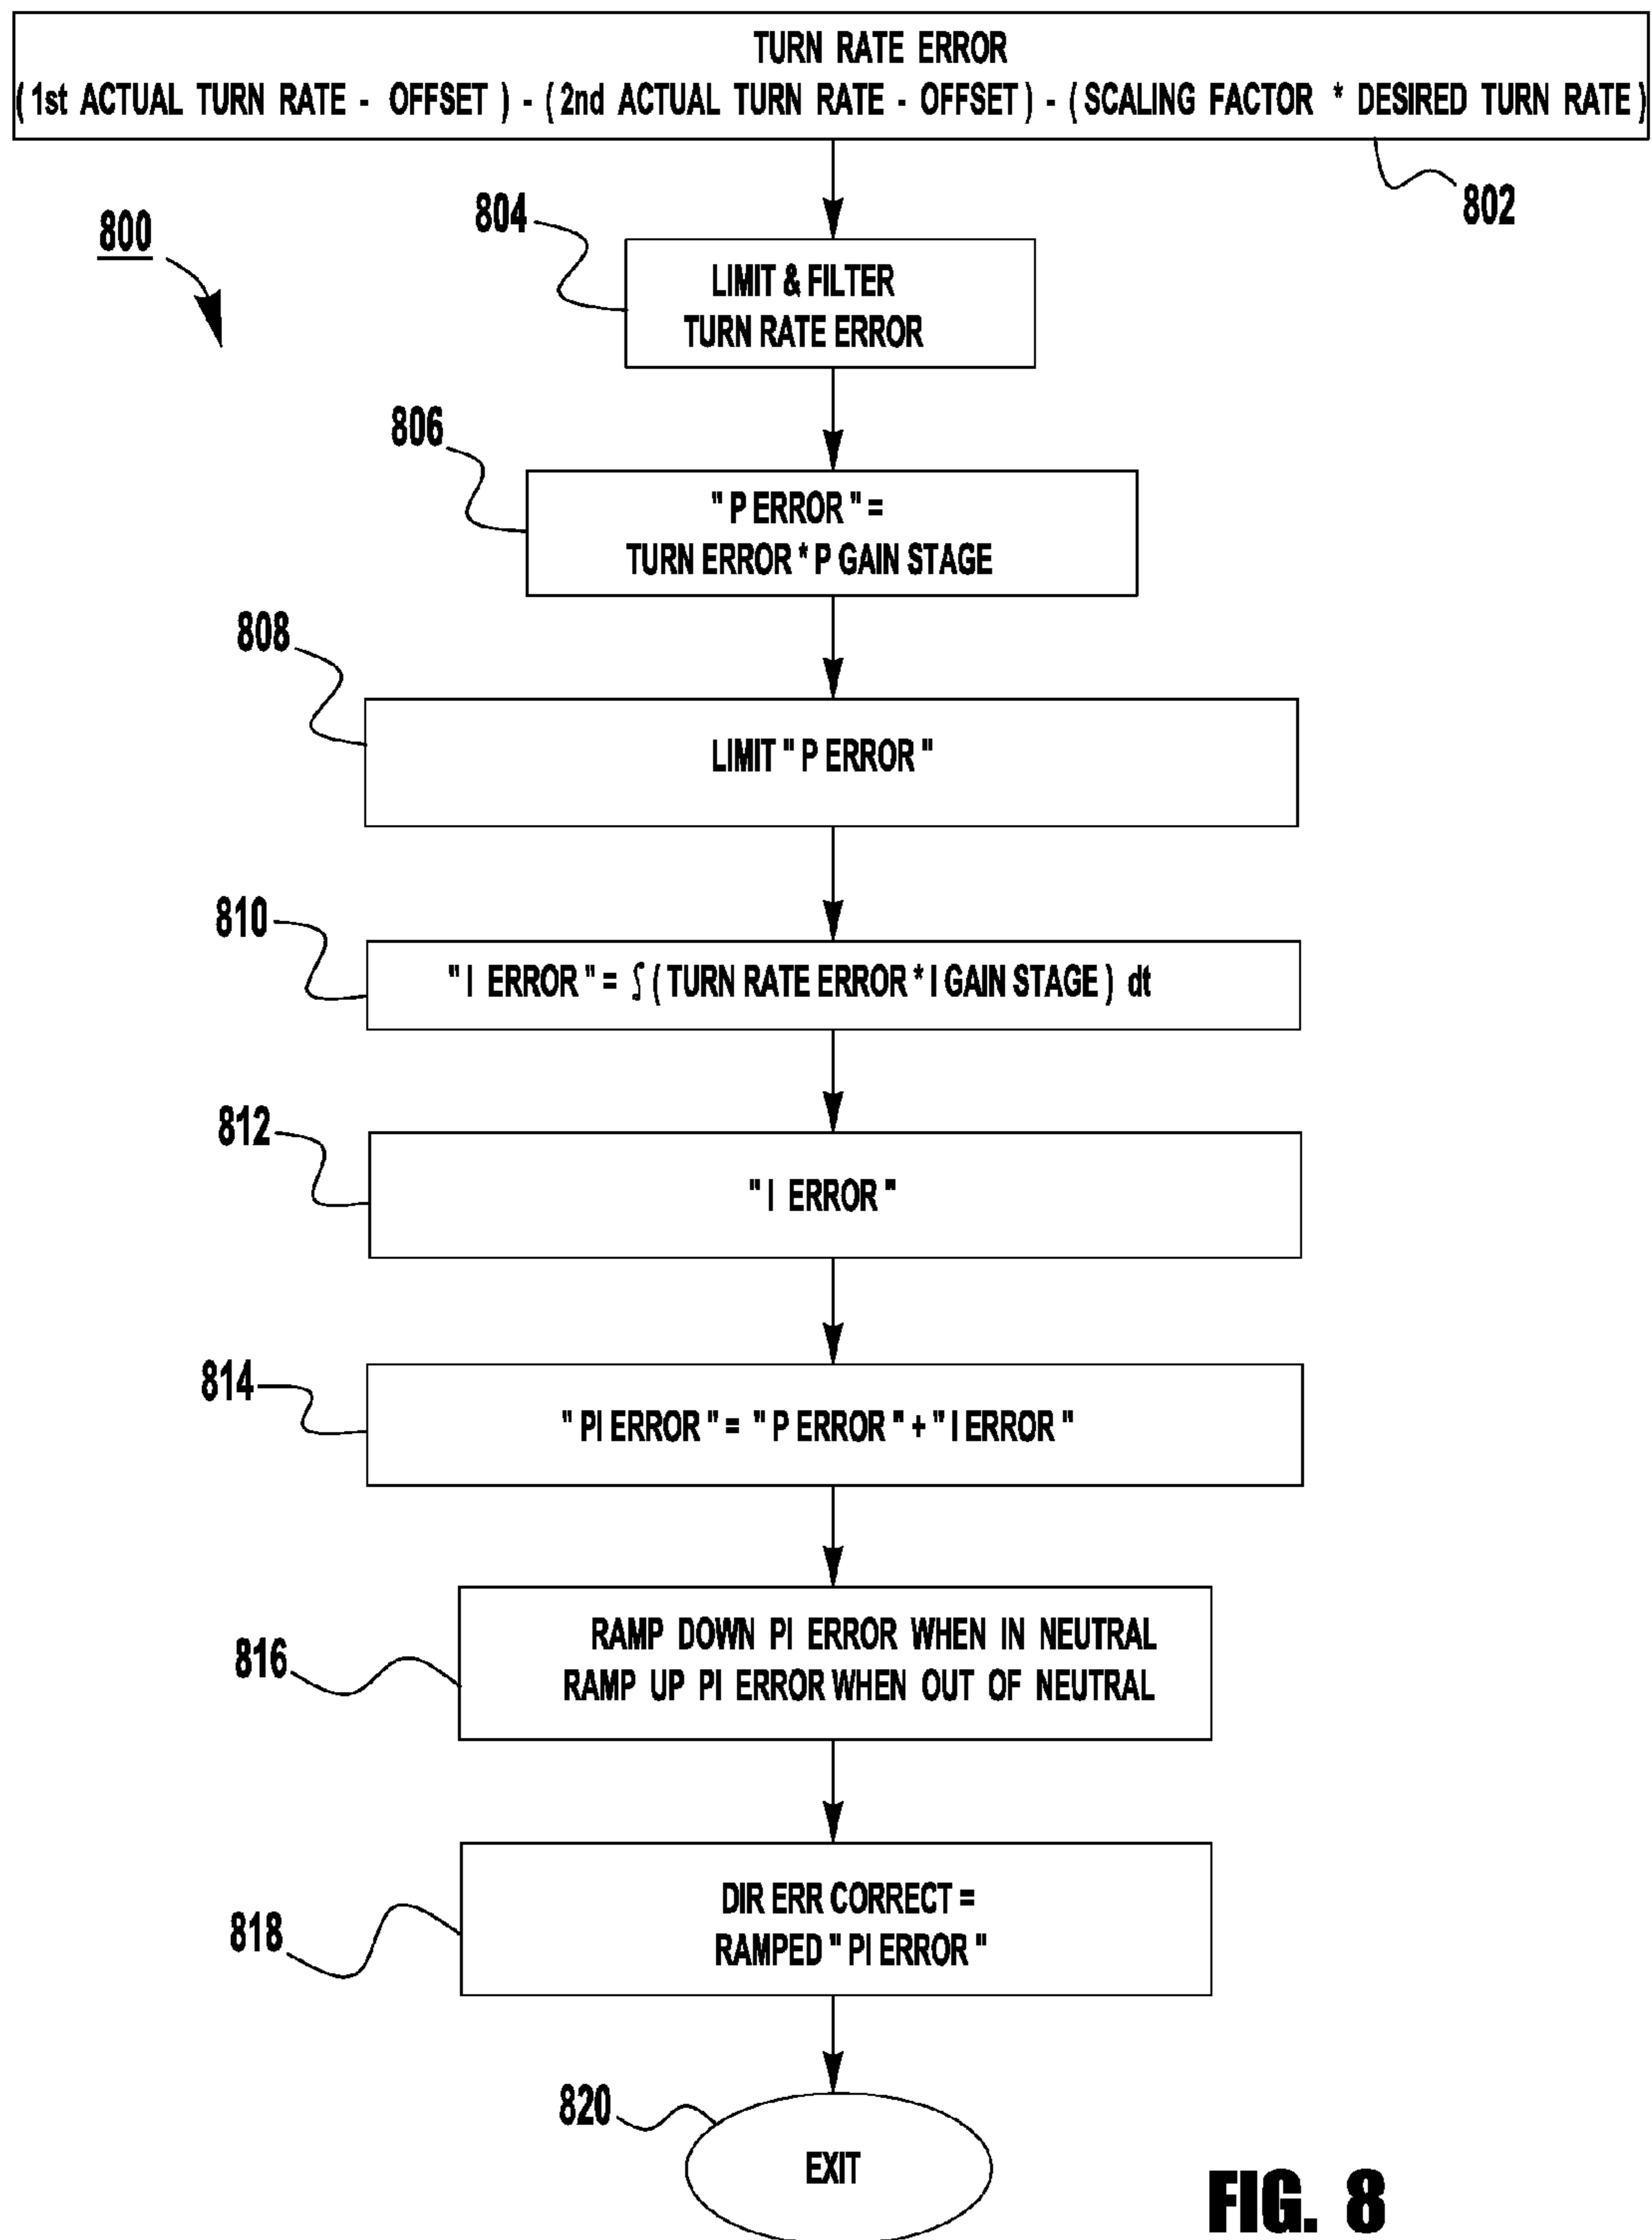 TURN RATE ERROR
( 1st ACTUAL TURN RATE - OFFSET ) - ( 2nd ACTUAL TURN RATE - OFFSET ) - ( SCALING FACTOR * DESIRED TURN RATE )
802
800
804
LIMIT & FILTER
TURN RATE ERROR
806
" P ERROR " =
TURN ERROR * P GAIN STAGE
808
LIMIT " P ERROR "
810
" I ERROR " = ∫ ( TURN RATE ERROR * I GAIN STAGE ) dt
812
" I ERROR "
814
" PI ERROR " = " P ERROR " + " I ERROR "
816
RAMP DOWN PI ERROR WHEN IN NEUTRAL
RAMP UP PI ERROR WHEN OUT OF NEUTRAL
818
DIR ERR CORRECT =
RAMPED " PI ERROR "
820
EXIT
FIG. 8